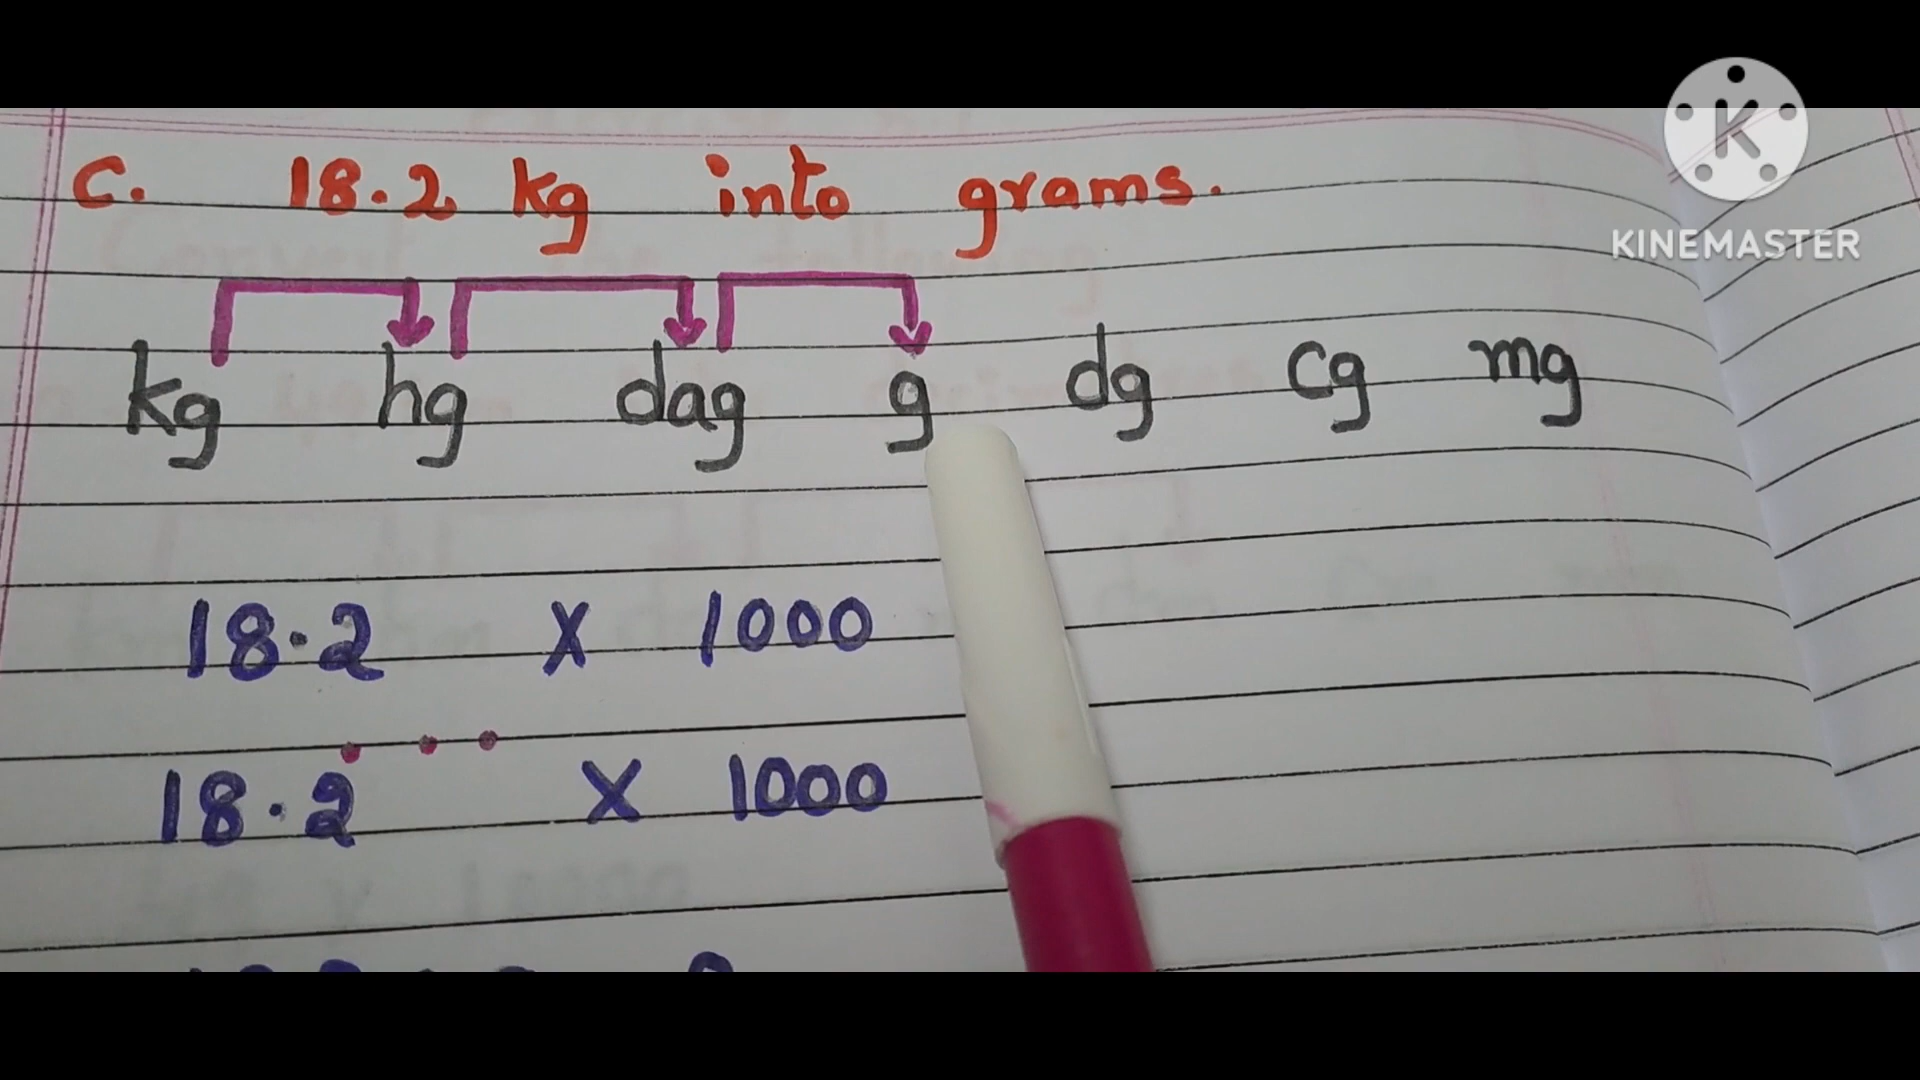 C. 18.2 kg into grams.
kg hg dag g dg cg mg
18.2 x 1000
18.2 x 1000
K
KINEMASTER